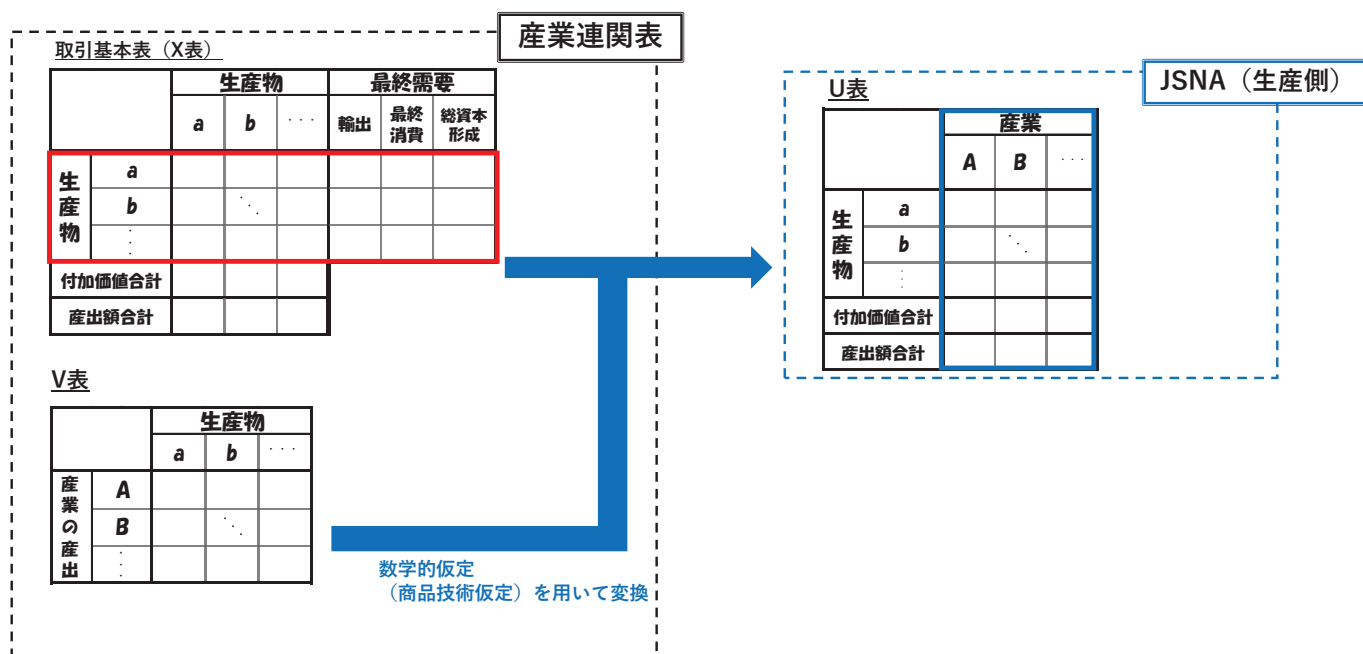 産業連関表
取引基本表（X表）
生産物 最終需要
a b ... 輸出 最終消費 総資本形成
生産物
a
b ⋱
⋮
付加価値合計
産出額合計
V表
生産物
a b ...
産業の産出
A
B ⋱
⋮
数学的仮定
（商品技術仮定）を用いて変換
JSNA（生産側）
U表
産業
A B ...
生産物
a
b ⋱
⋮
付加価値合計
産出額合計